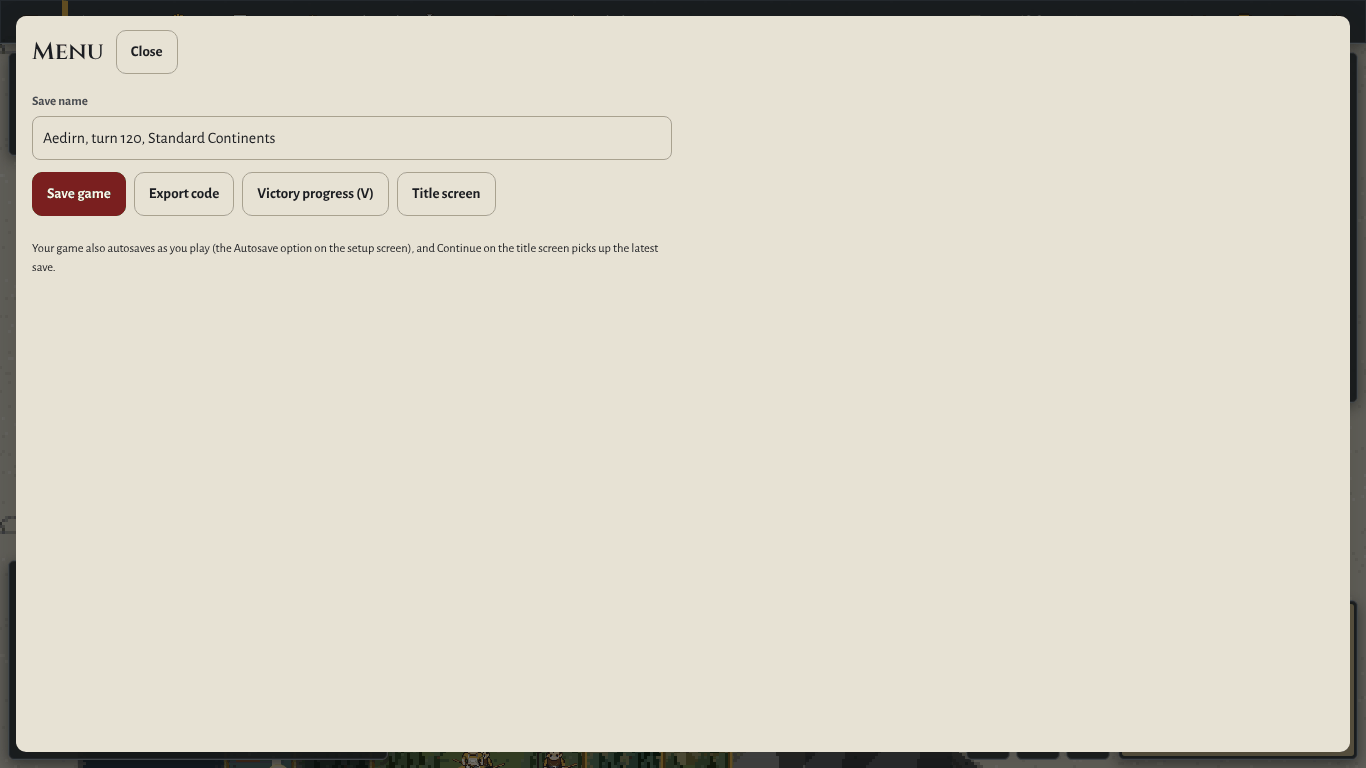 Menu
Close
Save name
Aedirn, turn 120, Standard Continents
Save game
Export code
Victory progress (V)
Title screen
Your game also autosaves as you play (the Autosave option on the setup screen), and Continue on the title screen picks up the latest
save.